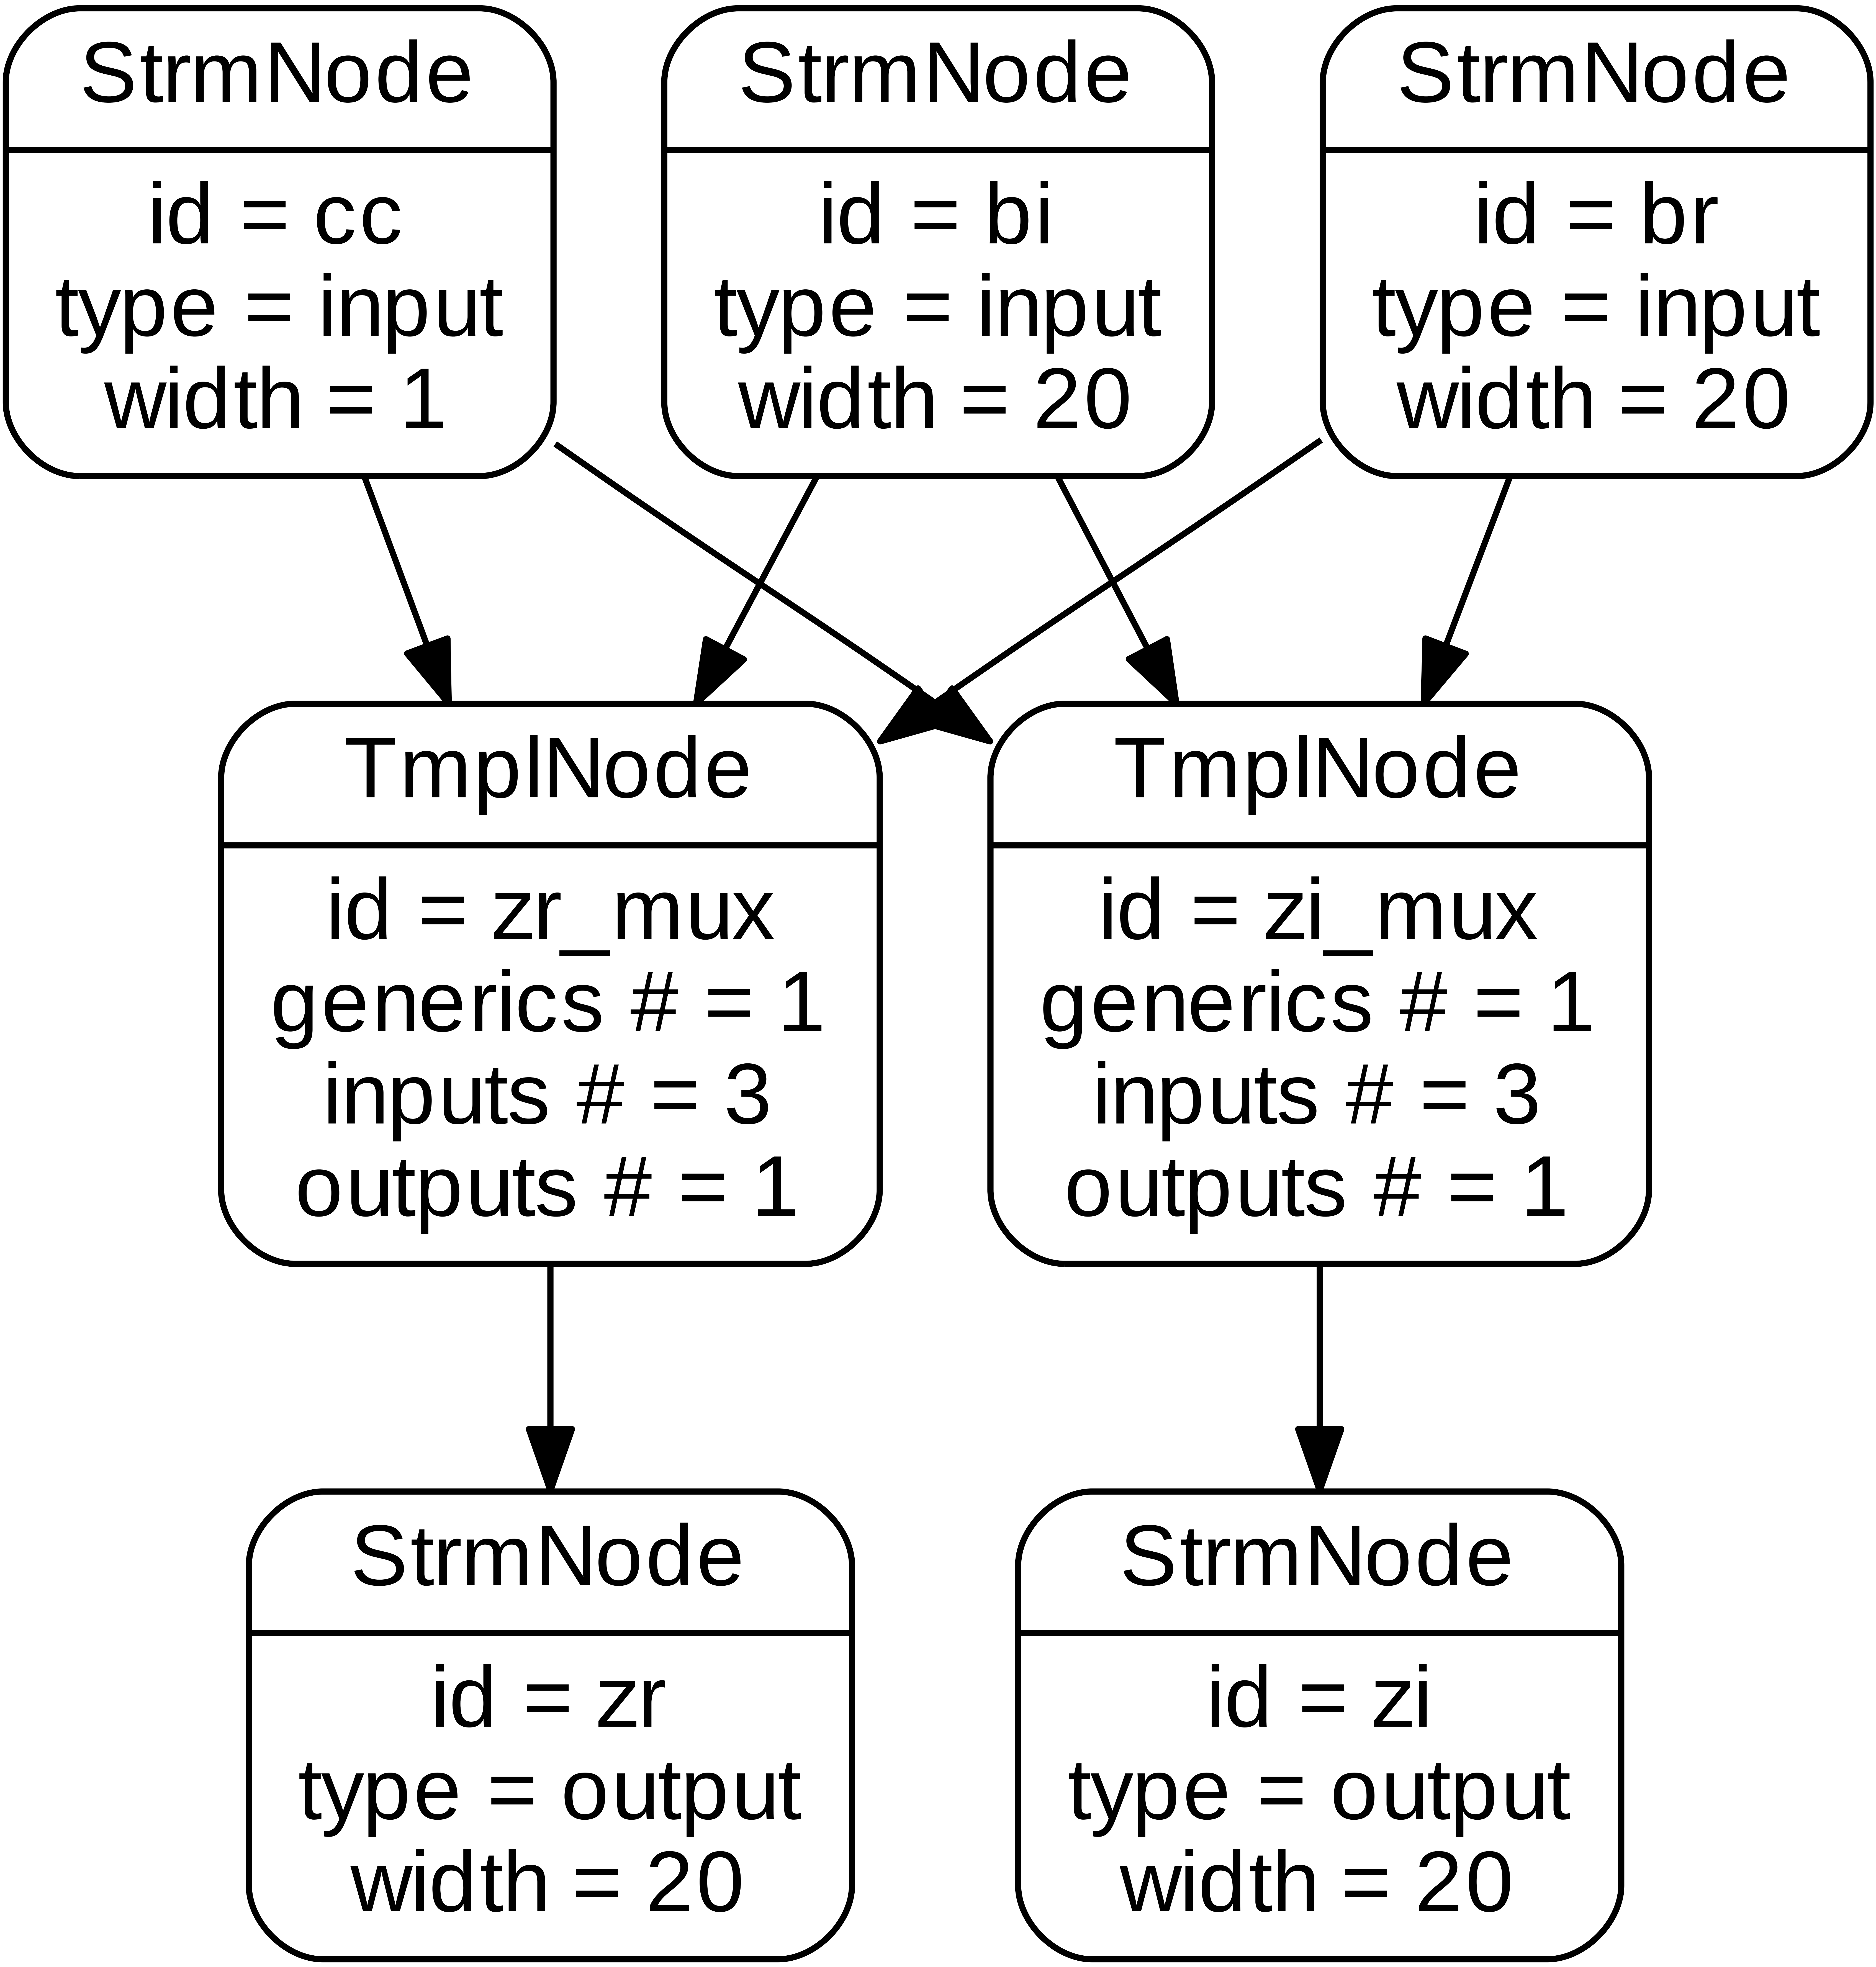 StrmNode
id = cc
type = input
width = 1
StrmNode
id = bi
type = input
width = 20
StrmNode
id = br
type = input
width = 20
TmplNode
id = zr_mux
generics # = 1
inputs # = 3
outputs # = 1
TmplNode
id = zi_mux
generics # = 1
inputs # = 3
outputs # = 1
StrmNode
id = zr
type = output
width = 20
StrmNode
id = zi
type = output
width = 20